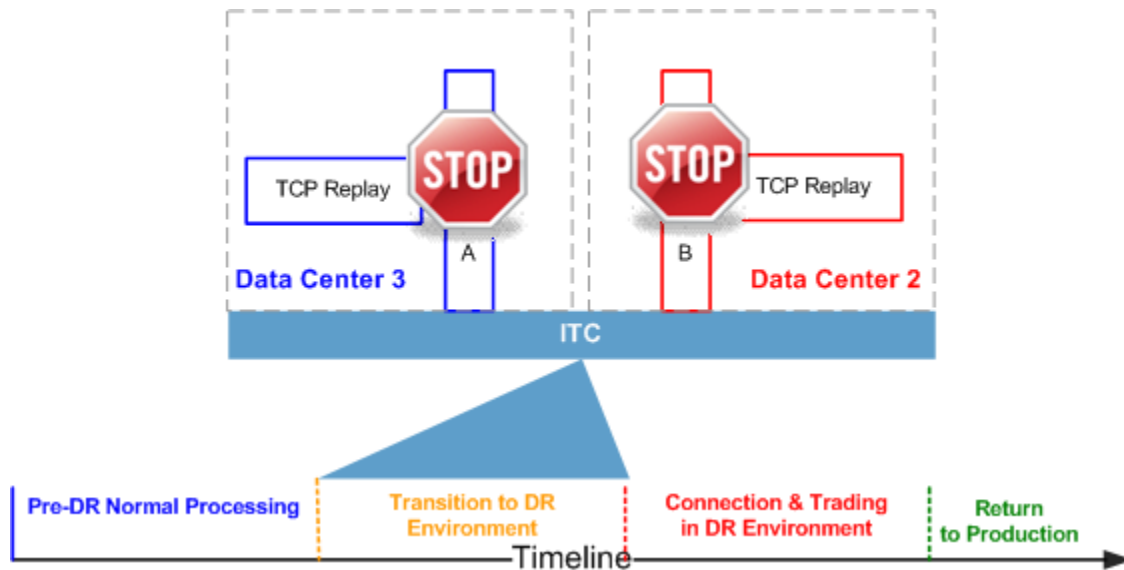 STOP
STOP
TCP Replay
TCP Replay
A
B
Data Center 3
Data Center 2
ITC
Pre-DR Normal Processing
Transition to DR
Environment
Connection & Trading
in DR Environment
Return
to Production
Timeline